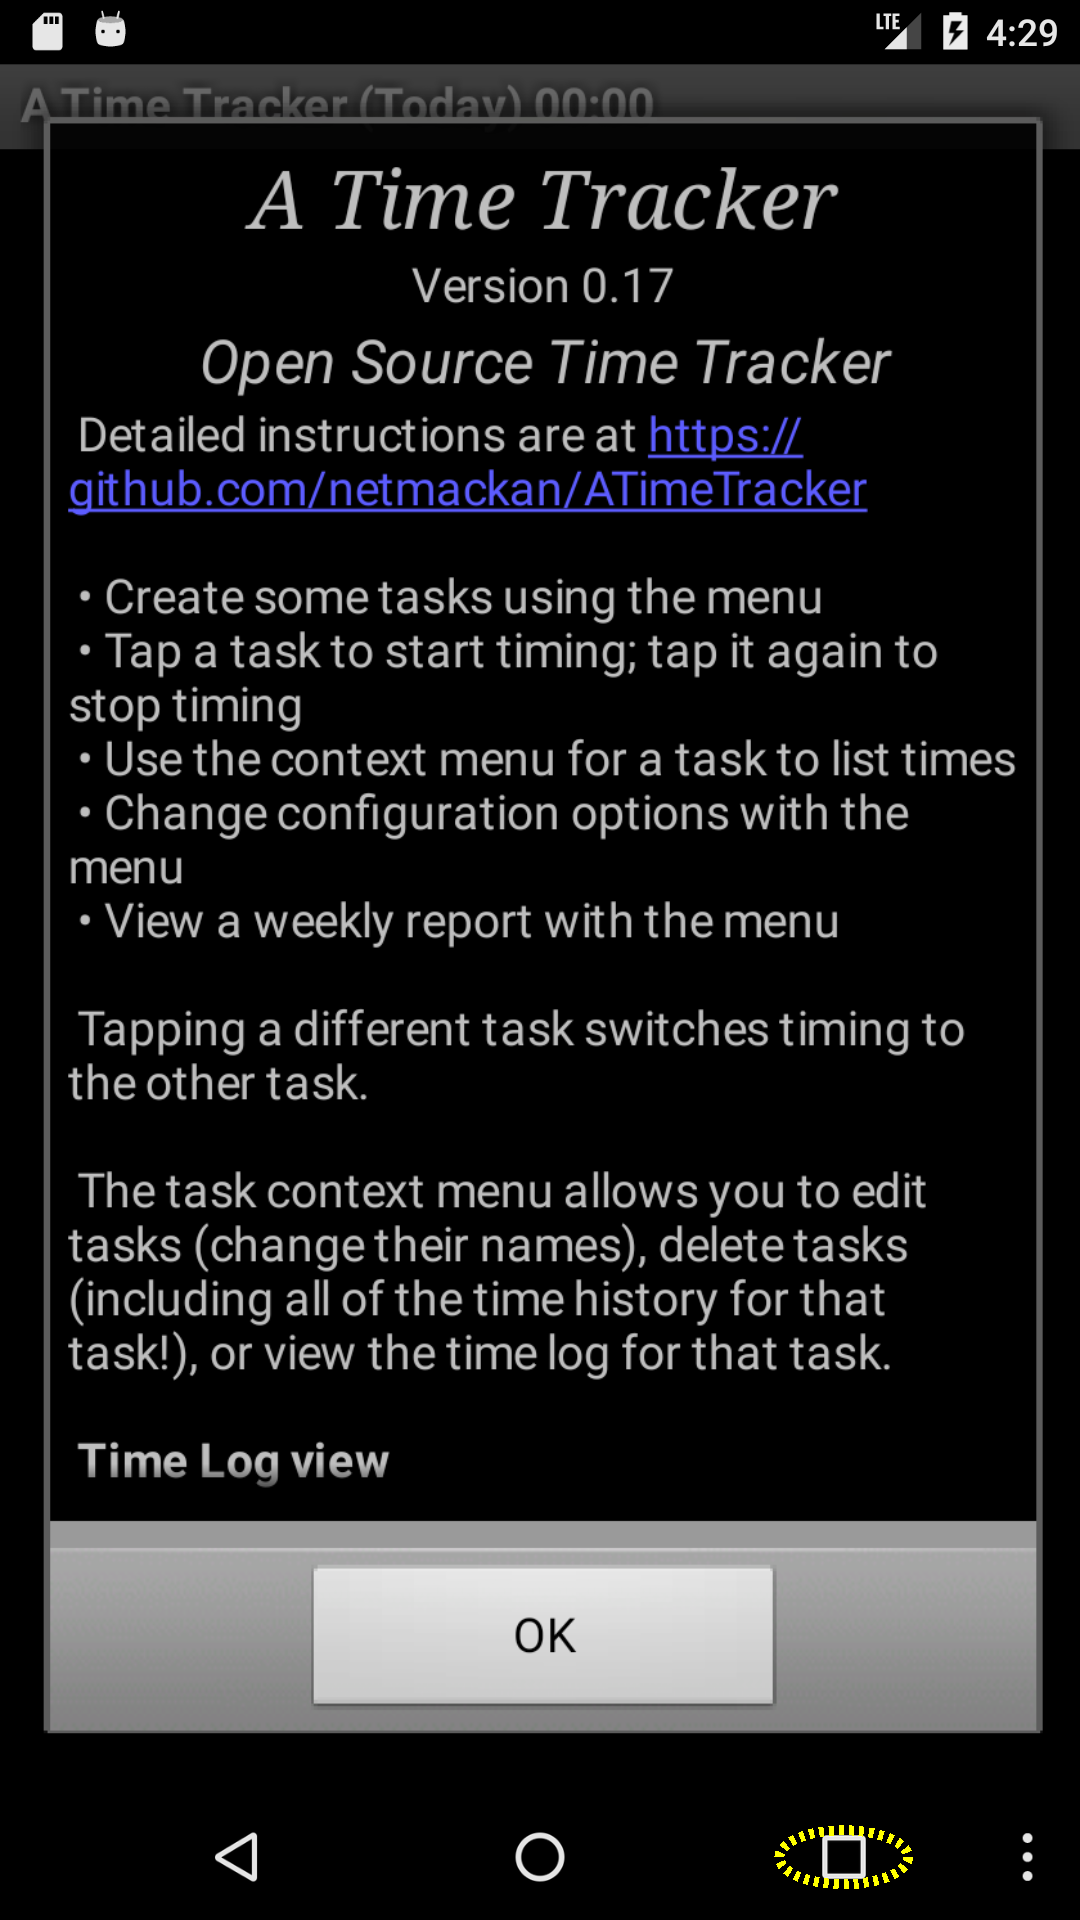 LTE 4:29
A Time Tracker (Today) 00:00
A Time Tracker
Version 0.17
Open Source Time Tracker
Detailed instructions are at https://
github.com/netmackan/ATimeTracker
• Create some tasks using the menu
• Tap a task to start timing; tap it again to
stop timing
• Use the context menu for a task to list times
• Change configuration options with the
menu
• View a weekly report with the menu
Tapping a different task switches timing to
the other task.
The task context menu allows you to edit
tasks (change their names), delete tasks
(including all of the time history for that
task!), or view the time log for that task.
Time Log view
OK